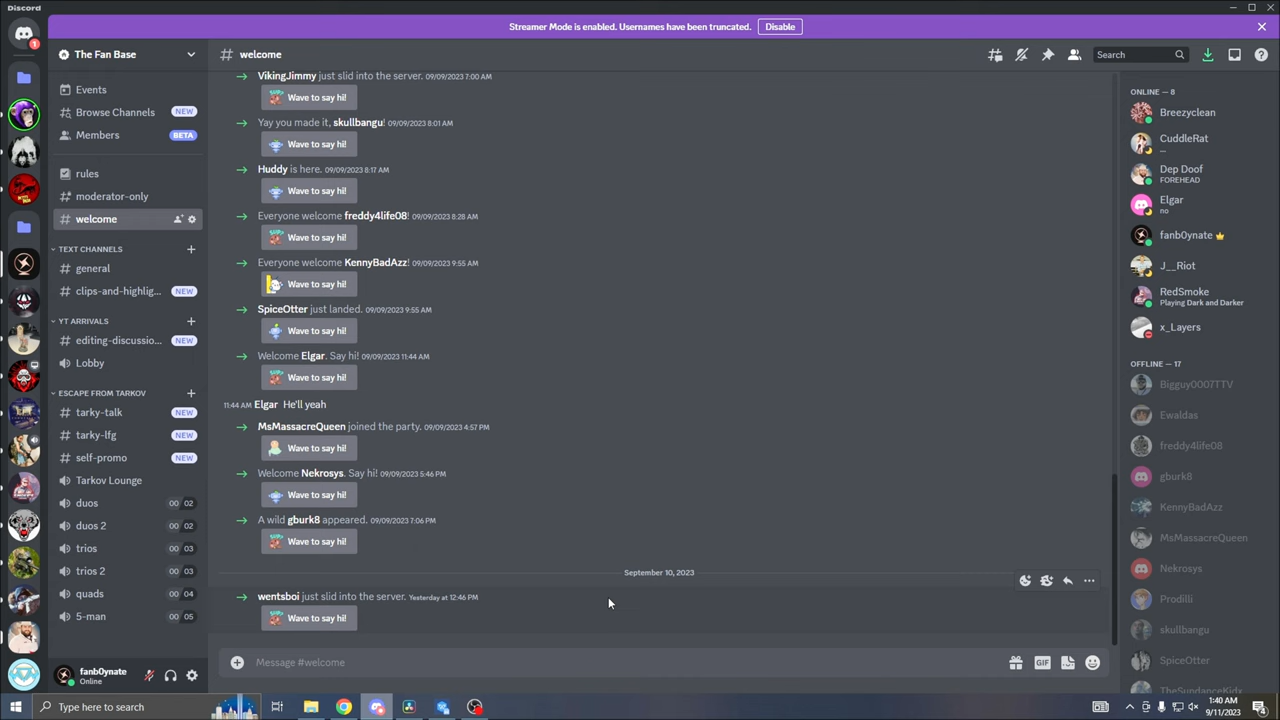 Discord
Streamer Mode is enabled. Usernames have been truncated. Disable
The Fan Base
Events
Browse Channels NEW
Members BETA
rules
moderator-only
welcome
TEXT CHANNELS
general
clips-and-highlig... NEW
YT ARRIVALS
editing-discussio... NEW
Lobby
ESCAPE FROM TARKOV
tarky-talk NEW
tarky-lfg NEW
self-promo NEW
Tarkov Lounge
duos 00 02
duos 2 00 02
trios 00 03
trios 2 00 03
quads 00 04
5-man 00 05
fanb0ynate
Online
# welcome
Search
VikingJimmy just slid into the server. 09/09/2023 7:00 AM
Wave to say hi!
Yay you made it, skullbangu! 09/09/2023 8:01 AM
Wave to say hi!
Huddy is here. 09/09/2023 8:17 AM
Wave to say hi!
Everyone welcome freddy4life08! 09/09/2023 8:28 AM
Wave to say hi!
Everyone welcome KennyBadAzz! 09/09/2023 9:55 AM
Wave to say hi!
SpiceOtter just landed. 09/09/2023 9:55 AM
Wave to say hi!
Welcome Elgar. Say hi! 09/09/2023 11:44 AM
Wave to say hi!
11:44 AM Elgar He'll yeah
MsMassacreQueen joined the party. 09/09/2023 4:57 PM
Wave to say hi!
Welcome Nekrosys. Say hi! 09/09/2023 5:46 PM
Wave to say hi!
A wild gburk8 appeared. 09/09/2023 7:06 PM
Wave to say hi!
September 10, 2023
wentsboi just slid into the server. Yesterday at 12:46 PM
Wave to say hi!
Message #welcome
GIF
ONLINE — 8
Breezyclean
CuddleRat
...
Dep Doof
FOREHEAD
Elgar
no
fanb0ynate
J__Riot
RedSmoke
Playing Dark and Darker
x_Layers
OFFLINE — 17
Bigguy0007TTV
Ewaldas
freddy4life08
gburk8
KennyBadAzz
MsMassacreQueen
Nekrosys
Prodilli
skullbangu
SpiceOtter
TheSundanceKidz
Type here to search
1:40 AM
9/11/2023